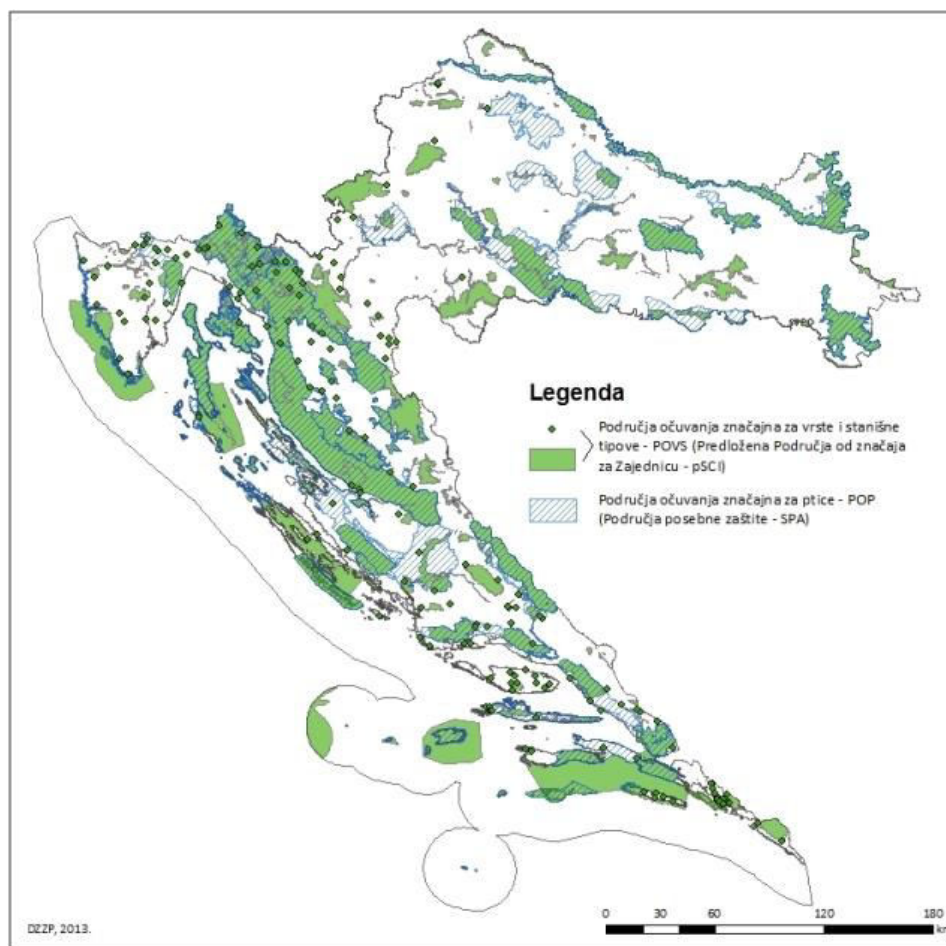 Legenda
Područja očuvanja značajna za vrste i stanišne
tipove - POVS (Predložena Područja od značaja
za Zajednicu - pSCI)
Područja očuvanja značajna za ptice - POP
(Područja posebne zaštite - SPA)
DZZP, 2013.
0 30 60 120 180